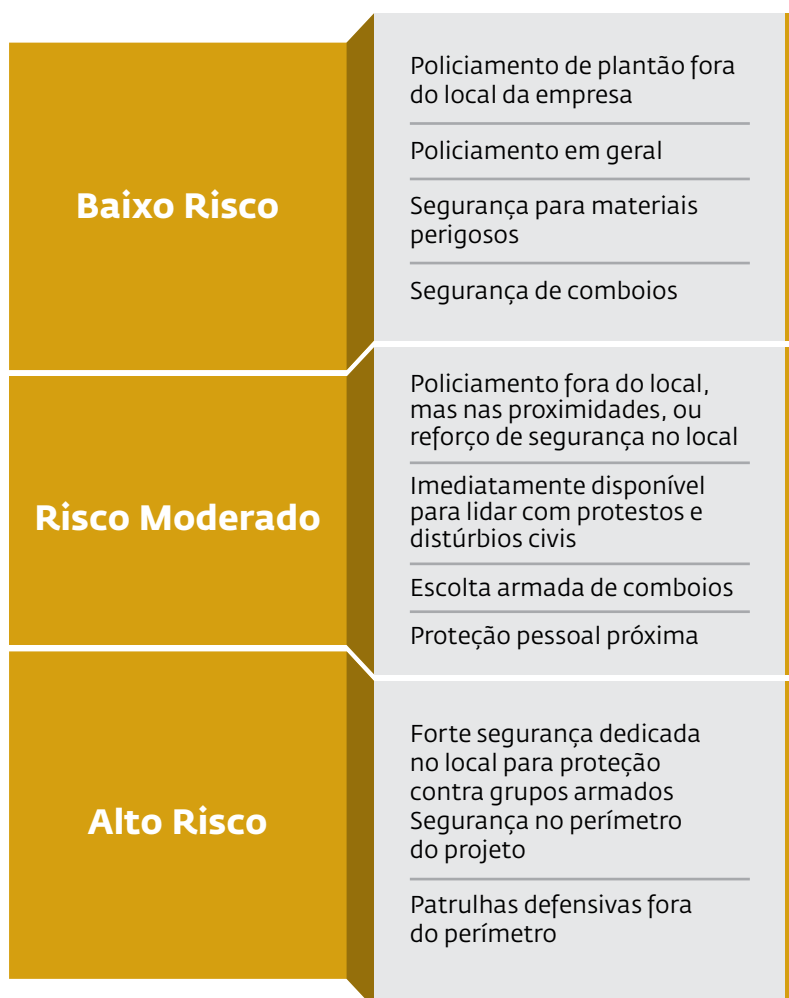 Baixo Risco
Policiamento de plantão fora
do local da empresa
Policiamento em geral
Segurança para materiais
perigosos
Segurança de comboios
Risco Moderado
Policiamento fora do local,
mas nas proximidades, ou
reforço de segurança no local
Imediatamente disponível
para lidar com protestos e
distúrbios civis
Escolta armada de comboios
Proteção pessoal próxima
Alto Risco
Forte segurança dedicada
no local para proteção
contra grupos armados
Segurança no perímetro
do projeto
Patrulhas defensivas fora
do perímetro